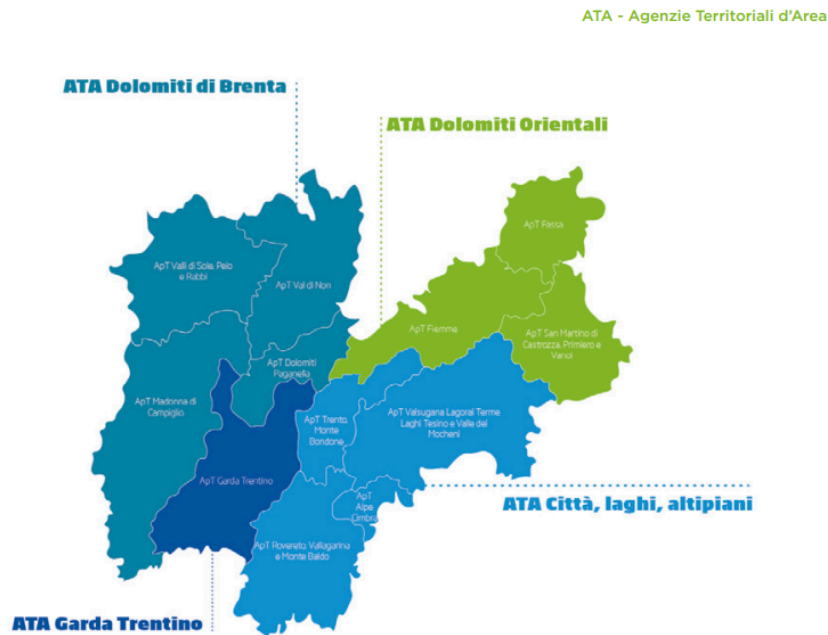 ATA - Agenzie Territoriali d'Area
ATA Dolomiti di Brenta
ATA Dolomiti Orientali
ApT Fassa
ApT Valli di Sole, Peio
e Rabbi
ApT Val di Non
ApT Fiemme
ApT San Martino di
Castrozza, Primiero e
Vanoi
ApT Dolomiti
Paganella
ApT Madonna di
Campiglio
ApT Trento,
Monte
Bondone
ApT Valsugana Lagorai Terme
Laghi Tesino e Valle dei
Mocheni
ApT Garda Trentino
ApT
Alpe
Cimbra
ATA Città, laghi, altipiani
ApT Rovereto, Vallagarina
e Monte Baldo
ATA Garda Trentino